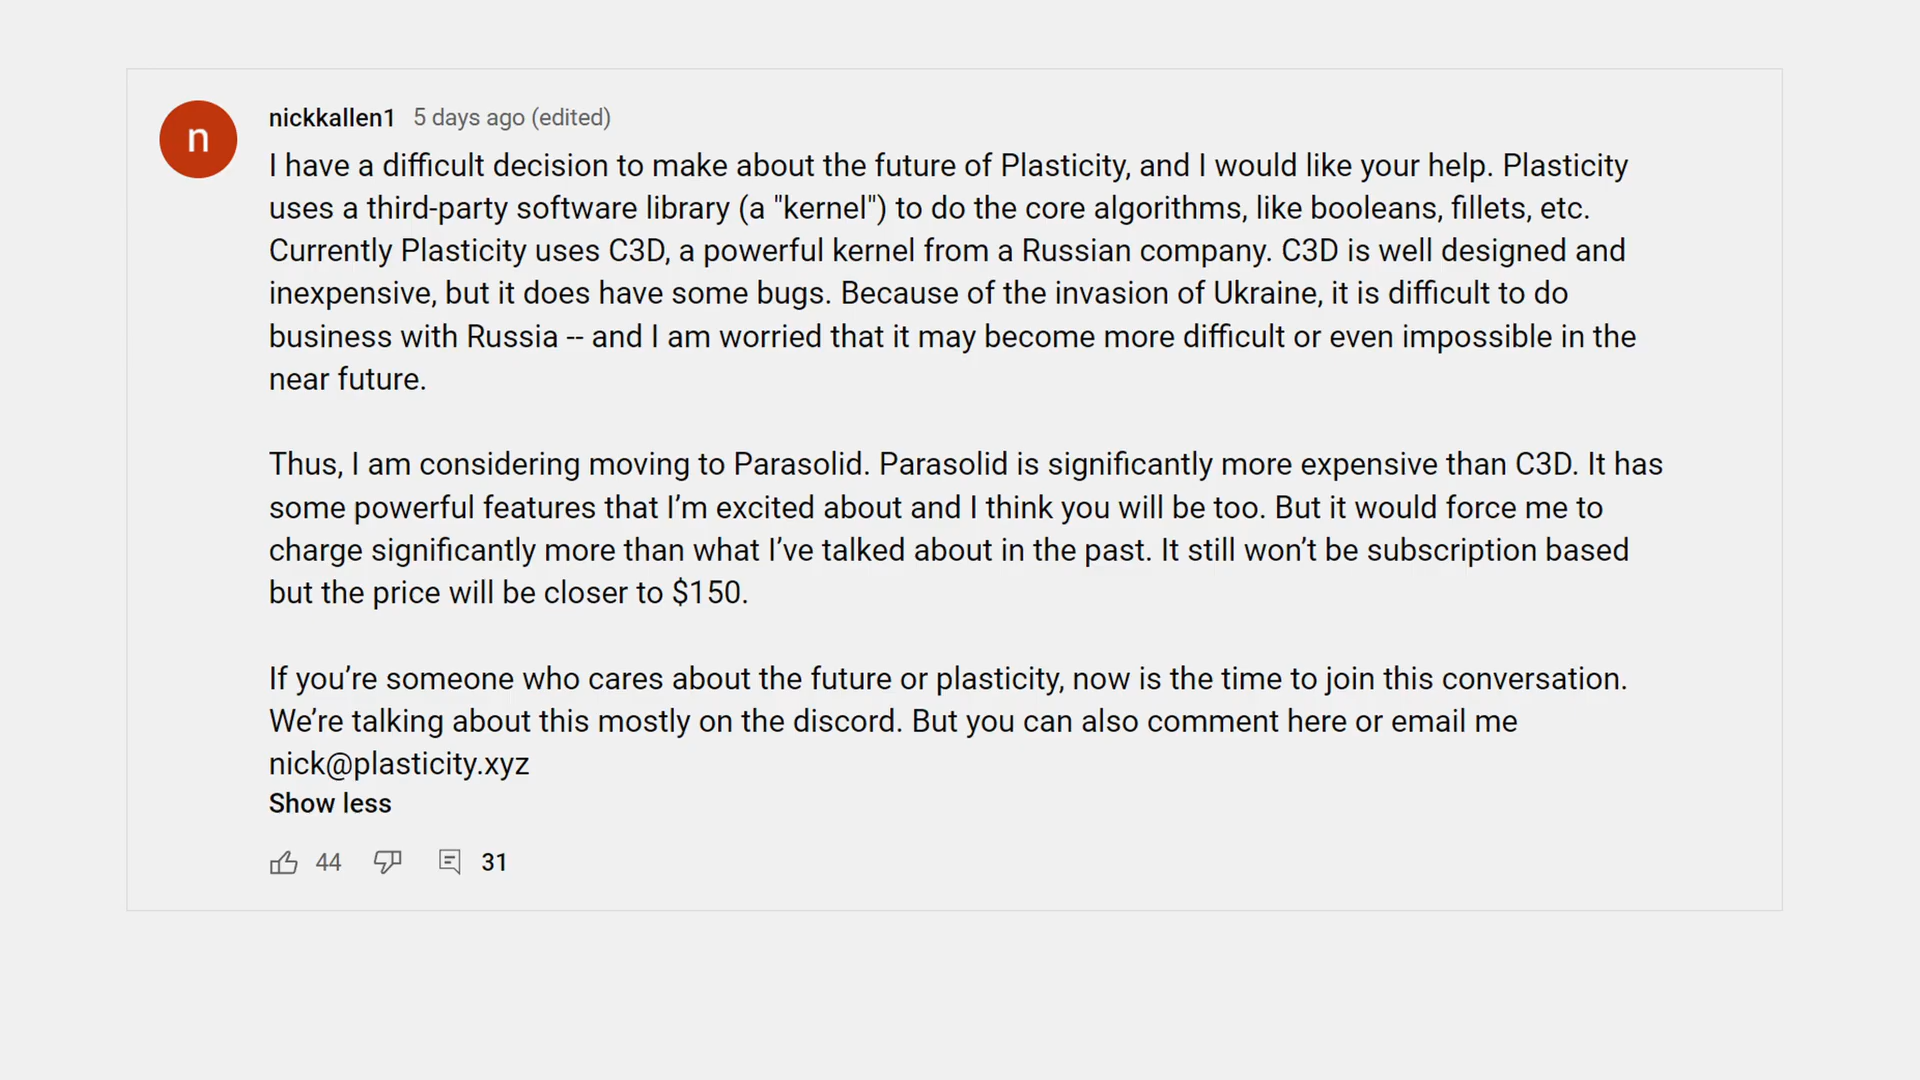 n
nickkallen1 5 days ago (edited)
I have a difficult decision to make about the future of Plasticity, and I would like your help. Plasticity
uses a third-party software library (a "kernel") to do the core algorithms, like booleans, fillets, etc.
Currently Plasticity uses C3D, a powerful kernel from a Russian company. C3D is well designed and
inexpensive, but it does have some bugs. Because of the invasion of Ukraine, it is difficult to do
business with Russia -- and I am worried that it may become more difficult or even impossible in the
near future.
Thus, I am considering moving to Parasolid. Parasolid is significantly more expensive than C3D. It has
some powerful features that I’m excited about and I think you will be too. But it would force me to
charge significantly more than what I’ve talked about in the past. It still won’t be subscription based
but the price will be closer to $150.
If you’re someone who cares about the future or plasticity, now is the time to join this conversation.
We’re talking about this mostly on the discord. But you can also comment here or email me
nick@plasticity.xyz
Show less
44 31